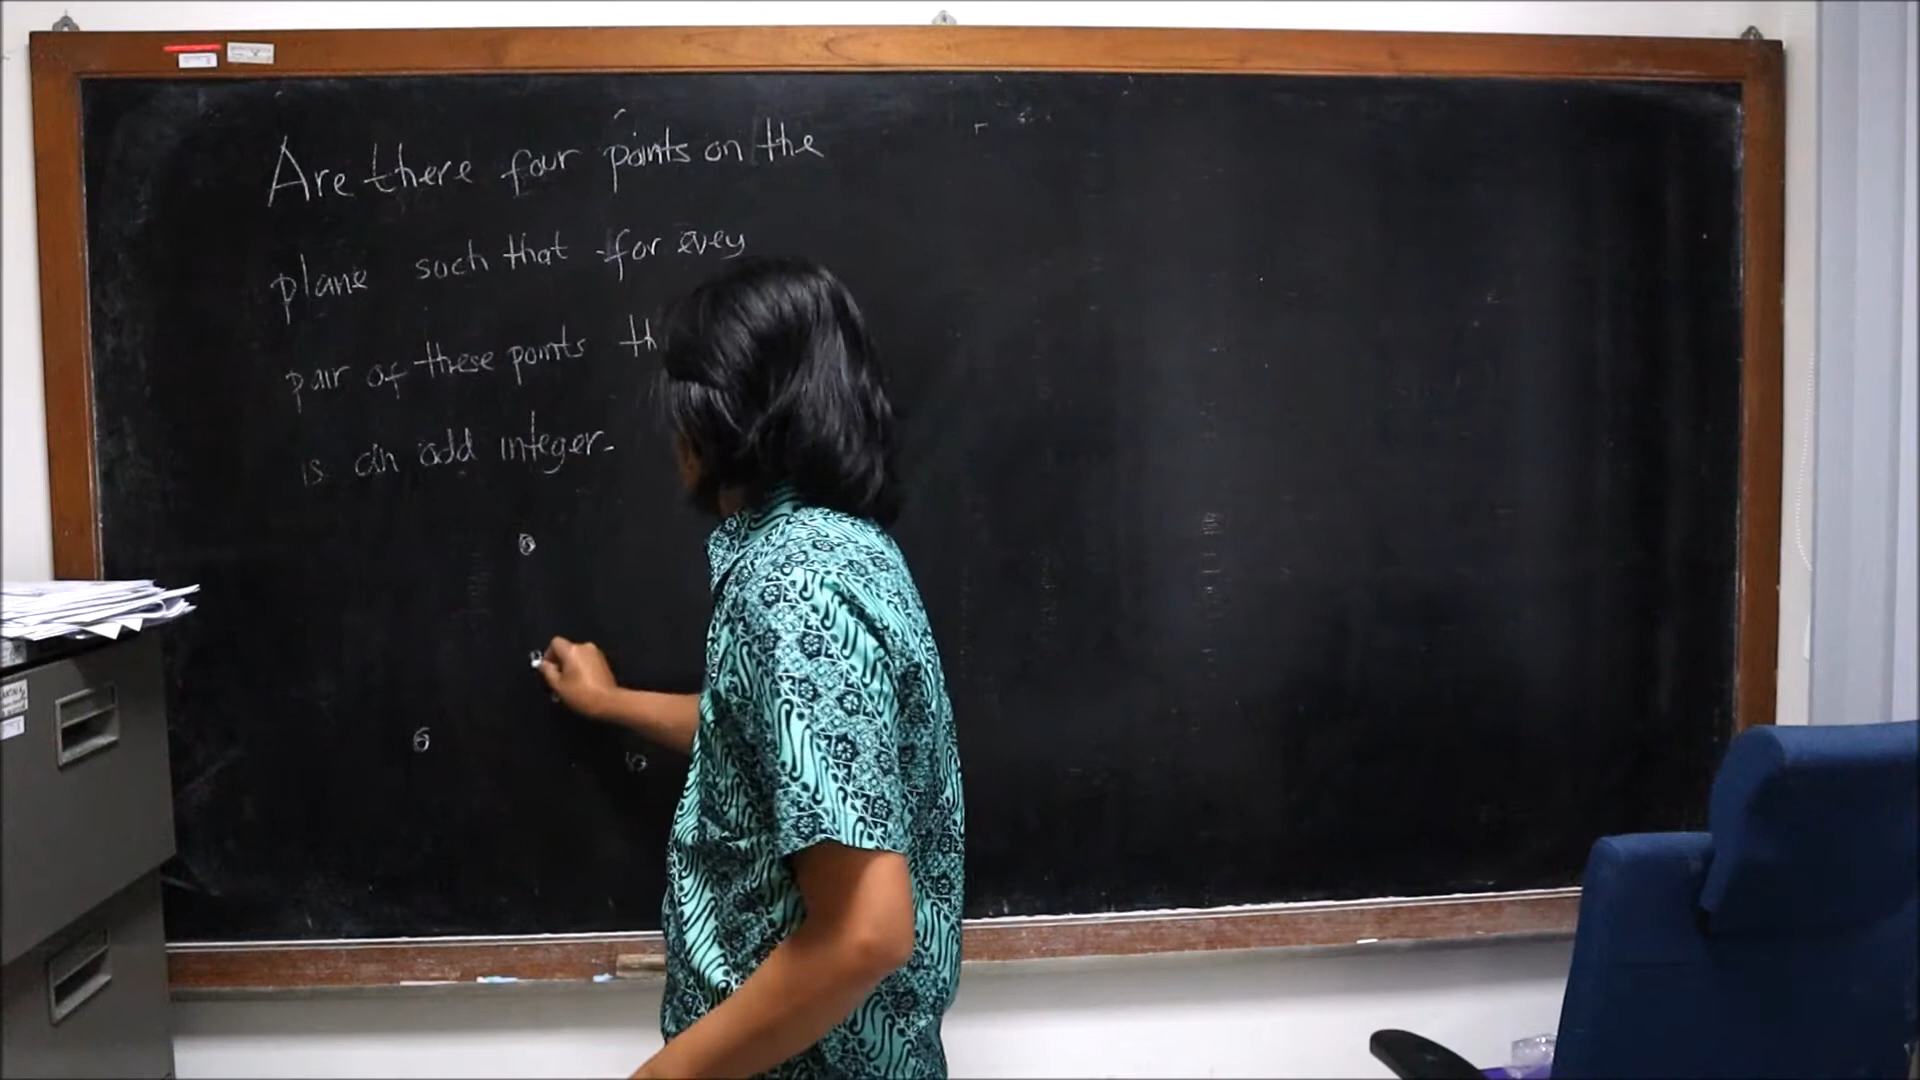 Are there four points on the
plane such that for evey
pair of these points
is an odd integer.